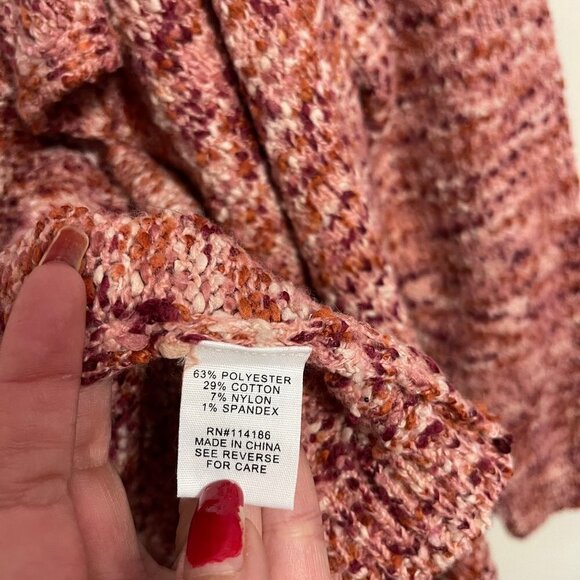 63% POLYESTER
29% COTTON
7% NYLON
1% SPANDEX
RN#114186
MADE IN CHINA
SEE REVERSE
FOR CARE